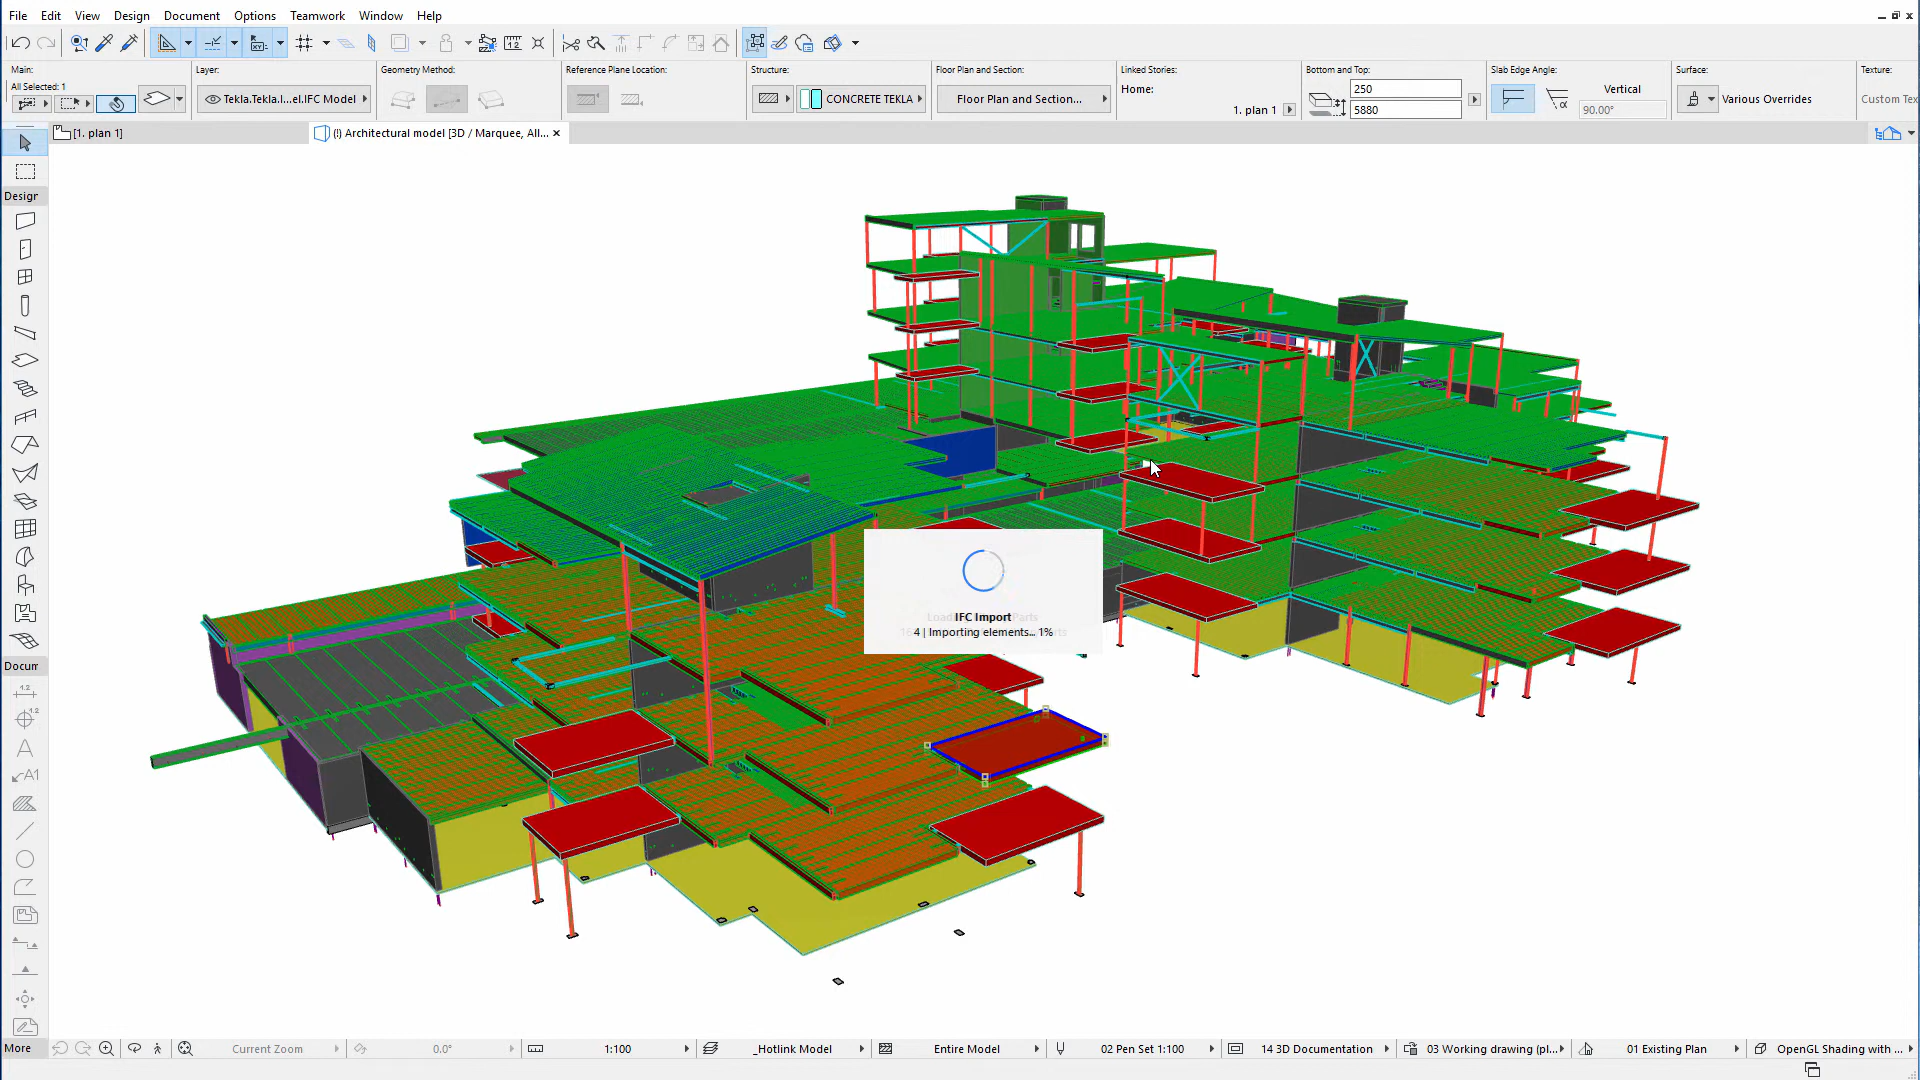 File Edit View Design Document Options Teamwork Window Help
Main: Layer: Geometry Method: Reference Plane Location: Structure: Floor Plan and Section: Linked Stories: Bottom and Top: Slab Edge Angle: Surface: Texture:
All Selected: 1
Tekla.Tekla.I...el.IFC Model
CONCRETE TEKLA
Floor Plan and Section...
Home:
1. plan 1
250
5880
Vertical
90.00°
Various Overrides
Custom Tex
[1. plan 1]
(!) Architectural model [3D / Marquee, All...
Design
Docum
1.2
1.2
A
A1
More
IFC Import
4 | Importing elements... 1%
Current Zoom 0.0° 1:100 _Hotlink Model Entire Model 02 Pen Set 1:100 14 3D Documentation 03 Working drawing (pl... 01 Existing Plan OpenGL Shading with ...